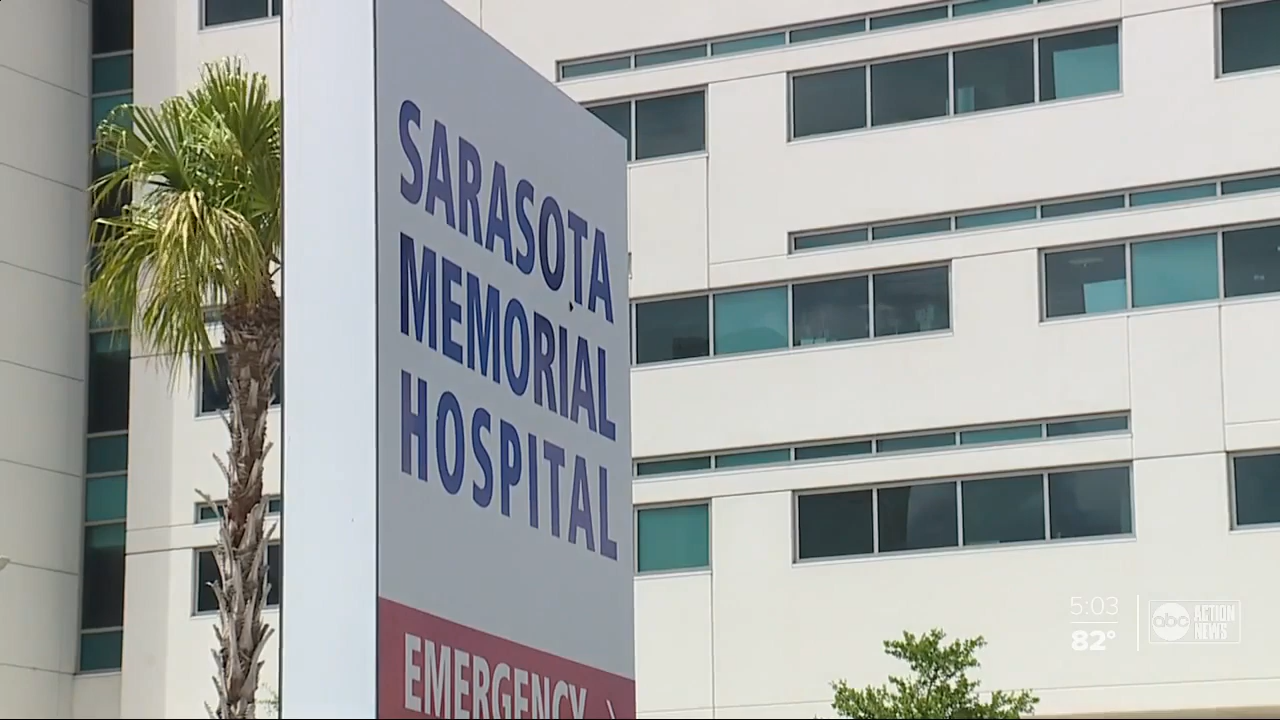 SARASOTA
MEMORIAL
HOSPITAL
EMERGENCY
5:03
82°
abc ACTION NEWS